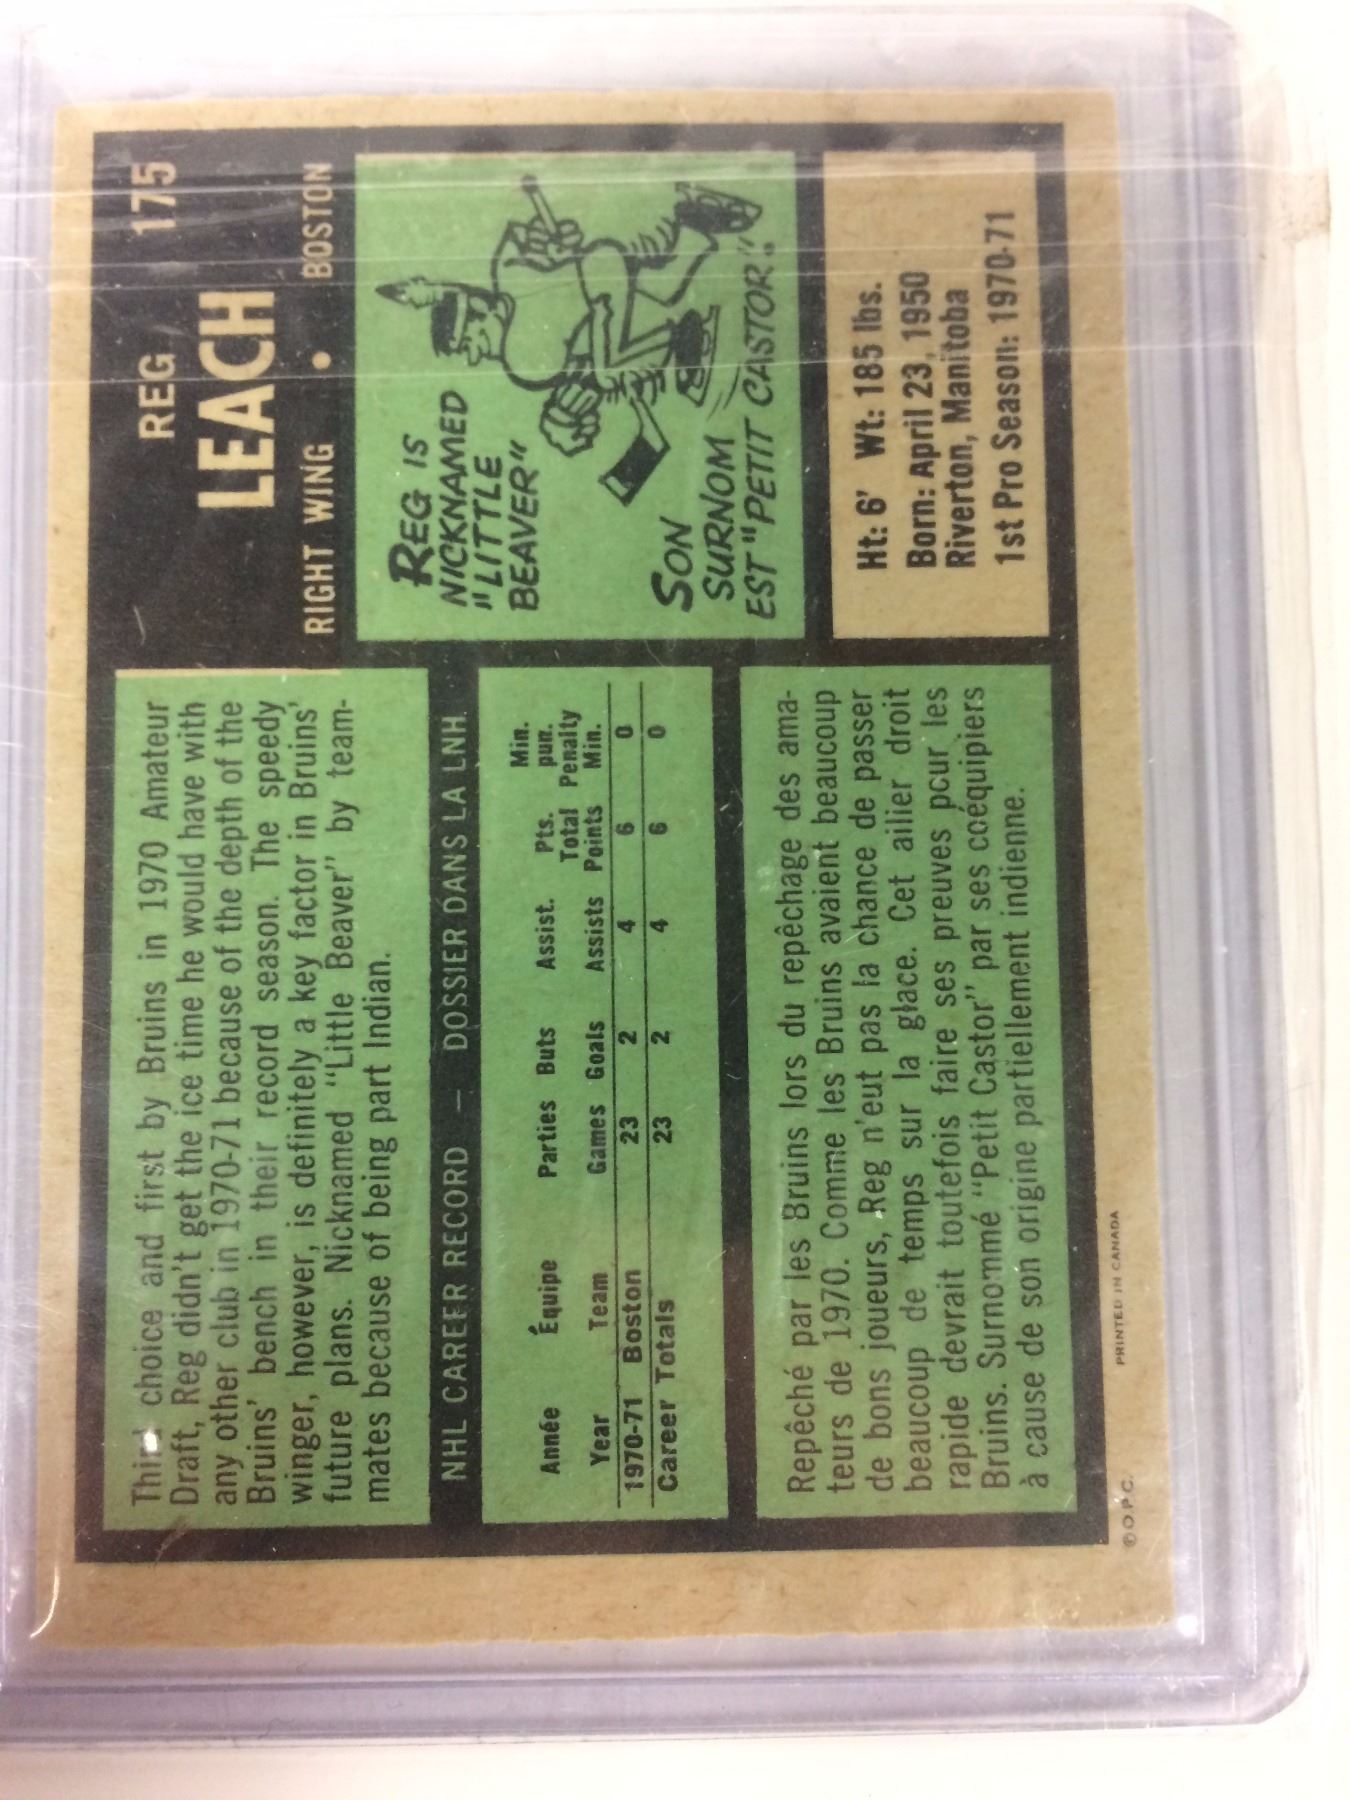 REG 175
LEACH
RIGHT WING • BOSTON
REG IS
NICKNAMED
"LITTLE
BEAVER"
SON
SURNOM
EST "PETIT CASTOR".
Ht: 6' Wt: 185 lbs.
Born: April 23, 1950
Riverton, Manitoba
1st Pro Season: 1970-71
Third choice and first by Bruins in 1970 Amateur
Draft, Reg didn't get the ice time he would have with
any other club in 1970-71 because of the depth of the
Bruins' bench in their record season. The speedy
winger, however, is definitely a key factor in Bruins'
future plans. Nicknamed "Little Beaver" by team-
mates because of being part Indian.
NHL CAREER RECORD — DOSSIER DANS LA LNH
Min.
Année Équipe Parties Buts Assist. Pts. pun.
Total Penalty
Year Team Games Goals Assists Points Min.
1970-71 Boston 23 2 4 6 0
Career Totals 23 2 4 6 0
Repêché par les Bruins lors du repêchage des ama-
teurs de 1970. Comme les Bruins avaient beaucoup
de bons joueurs, Reg n'eut pas la chance de passer
beaucoup de temps sur la glace. Cet ailier droit
rapide devrait toutefois faire ses preuves pour les
Bruins. Surnommé "Petit Castor" par ses coéquipiers
à cause de son origine partiellement indienne.
© O.P.C. PRINTED IN CANADA